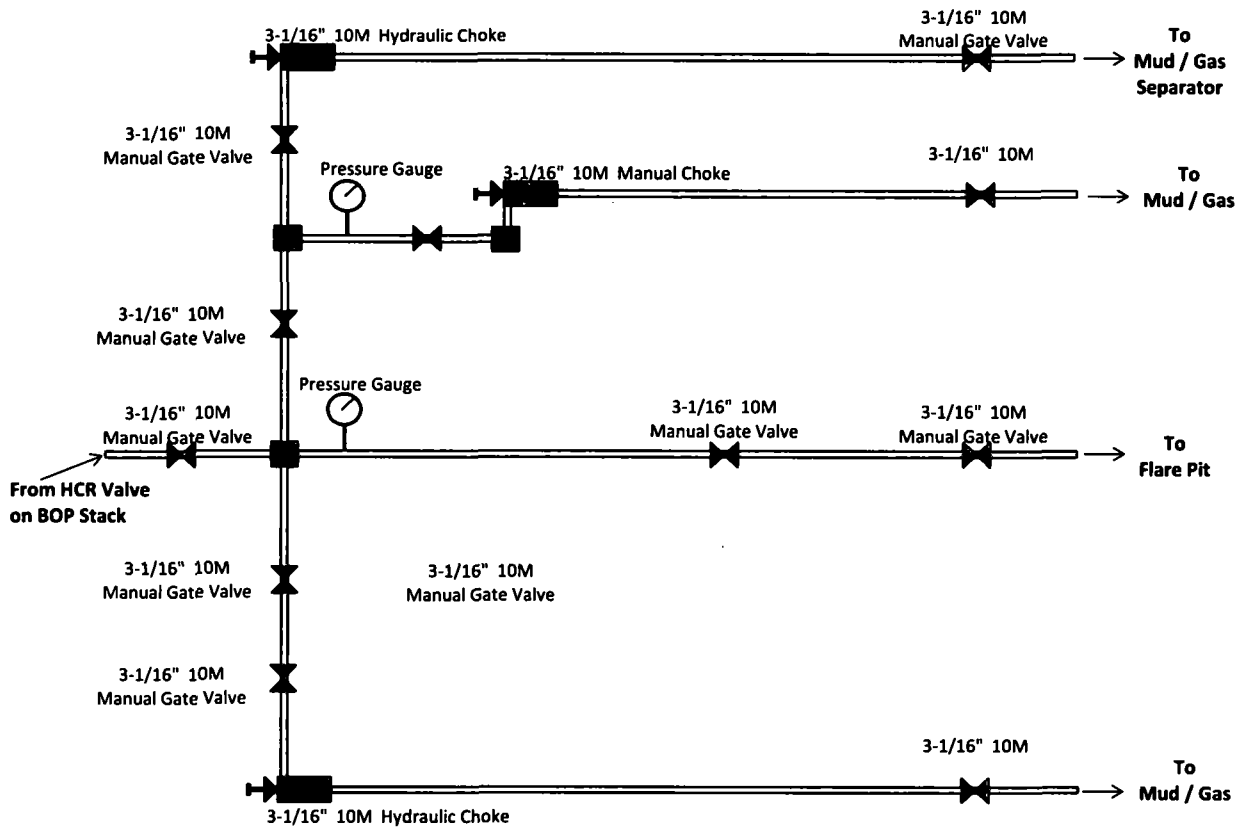 3-1/16" 10M Hydraulic Choke
3-1/16" 10M
Manual Gate Valve
To
Mud / Gas
Separator
3-1/16" 10M
Manual Gate Valve
Pressure Gauge
3-1/16" 10M Manual Choke
3-1/16" 10M
To
Mud / Gas
3-1/16" 10M
Manual Gate Valve
Pressure Gauge
3-1/16" 10M
Manual Gate Valve
3-1/16" 10M
Manual Gate Valve
3-1/16" 10M
Manual Gate Valve
To
Flare Pit
From HCR Valve
on BOP Stack
3-1/16" 10M
Manual Gate Valve
3-1/16" 10M
Manual Gate Valve
3-1/16" 10M
Manual Gate Valve
3-1/16" 10M
To
Mud / Gas
3-1/16" 10M Hydraulic Choke